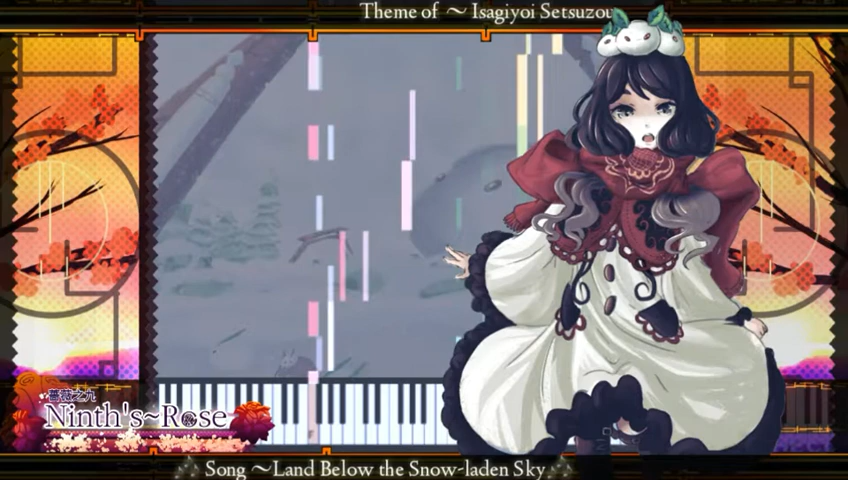 Theme of ～ Isagiyoi Setsuzou
薔薇之九
Ninth's~Rose
Song ～Land Below the Snow-laden Sky